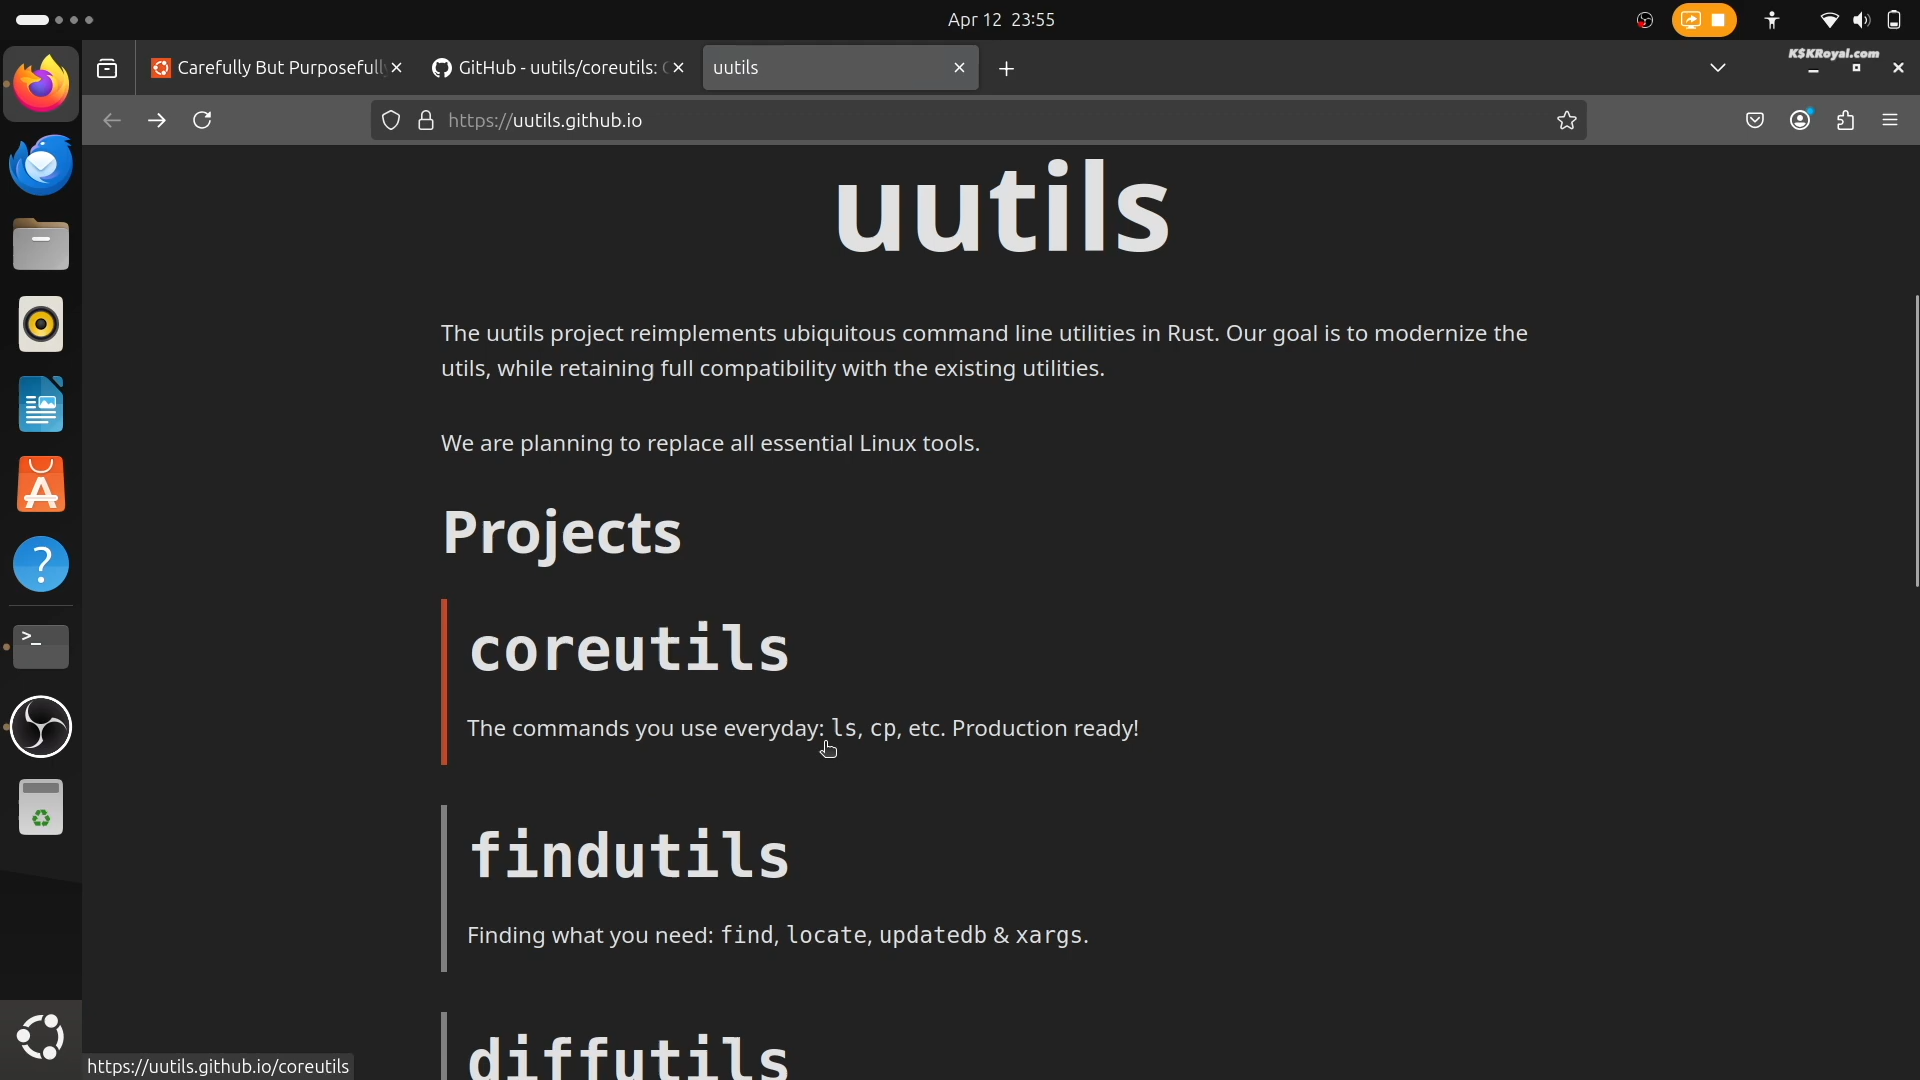 Apr 12 23:55
K$KRoyal.com
Carefully But Purposefull
GitHub - uutils/coreutils:
uutils
https://uutils.github.io
uutils
The uutils project reimplements ubiquitous command line utilities in Rust. Our goal is to modernize the
utils, while retaining full compatibility with the existing utilities.
We are planning to replace all essential Linux tools.
Projects
coreutils
The commands you use everyday: ls, cp, etc. Production ready!
findutils
Finding what you need: find, locate, updatedb & xargs.
diffutils
https://uutils.github.io/coreutils